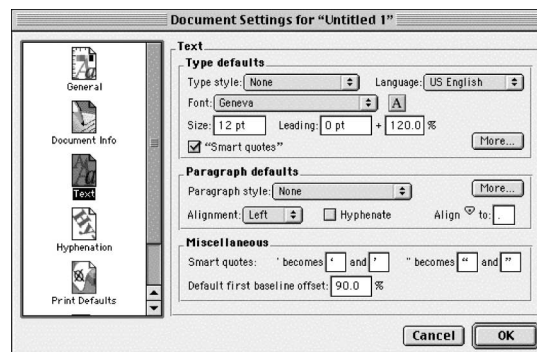 Document Settings for “Untitled 1”
General
Document Info
Text
Hyphenation
Print Defaults
Text
Type defaults
Type style: None Language: US English
Font: Geneva A
Size: 12 pt Leading: 0 pt + 120.0 %
“Smart quotes” More...
Paragraph defaults
Paragraph style: None More...
Alignment: Left Hyphenate Align to: .
Miscellaneous
Smart quotes: ' becomes ‘ and ’ " becomes “ and ”
Default first baseline offset: 90.0 %
Cancel OK